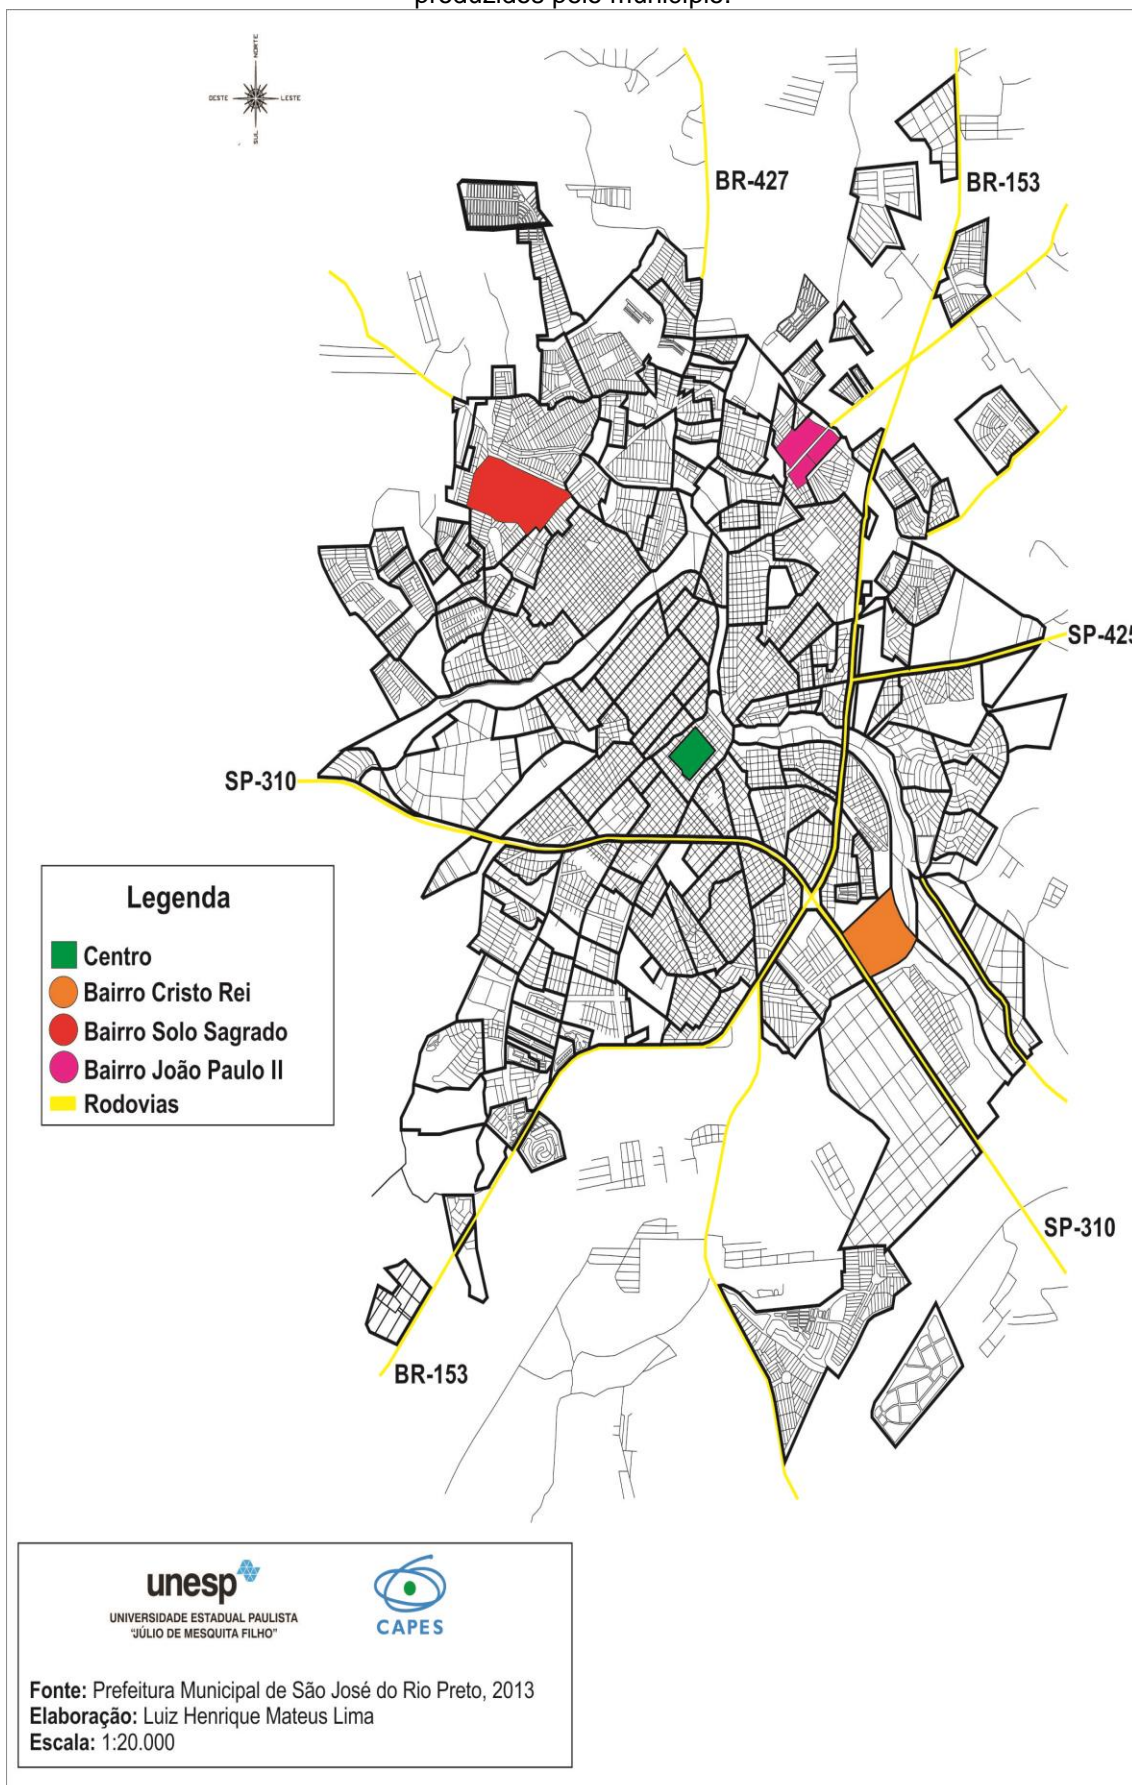 produzidos pelo município.
NORTE
OESTE
LESTE
SUL
BR-427
BR-153
SP-425
SP-310
Legenda
Centro
Bairro Cristo Rei
Bairro Solo Sagrado
Bairro João Paulo II
Rodovias
SP-310
BR-153
unesp
UNIVERSIDADE ESTADUAL PAULISTA
"JÚLIO DE MESQUITA FILHO"
CAPES
Fonte: Prefeitura Municipal de São José do Rio Preto, 2013
Elaboração: Luiz Henrique Mateus Lima
Escala: 1:20.000